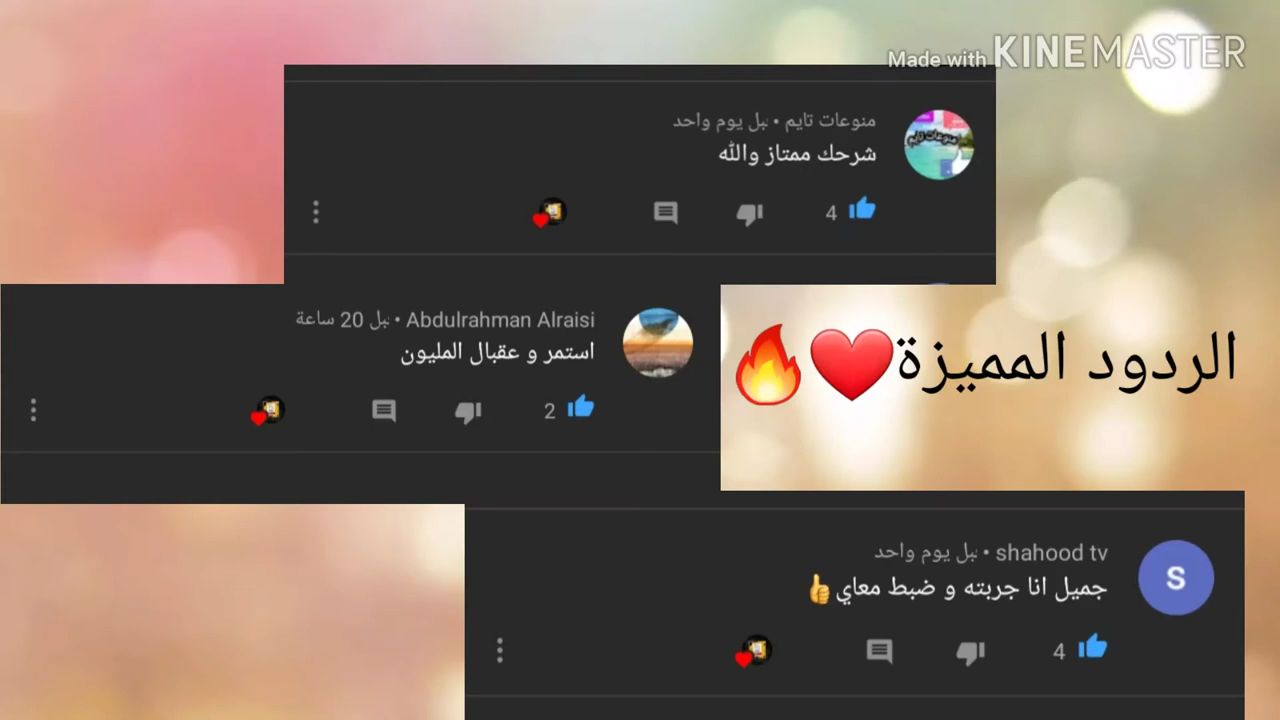 Made with KINEMASTER
منوعات تايم • قبل يوم واحد
شرحك ممتاز والله
4
Abdulrahman Alraisi • قبل 20 ساعة
استمر و عقبال المليون
2
الردود المميزة❤️🔥
shahood tv • قبل يوم واحد
S
جميل انا جربته و ضبط معاي👍
4